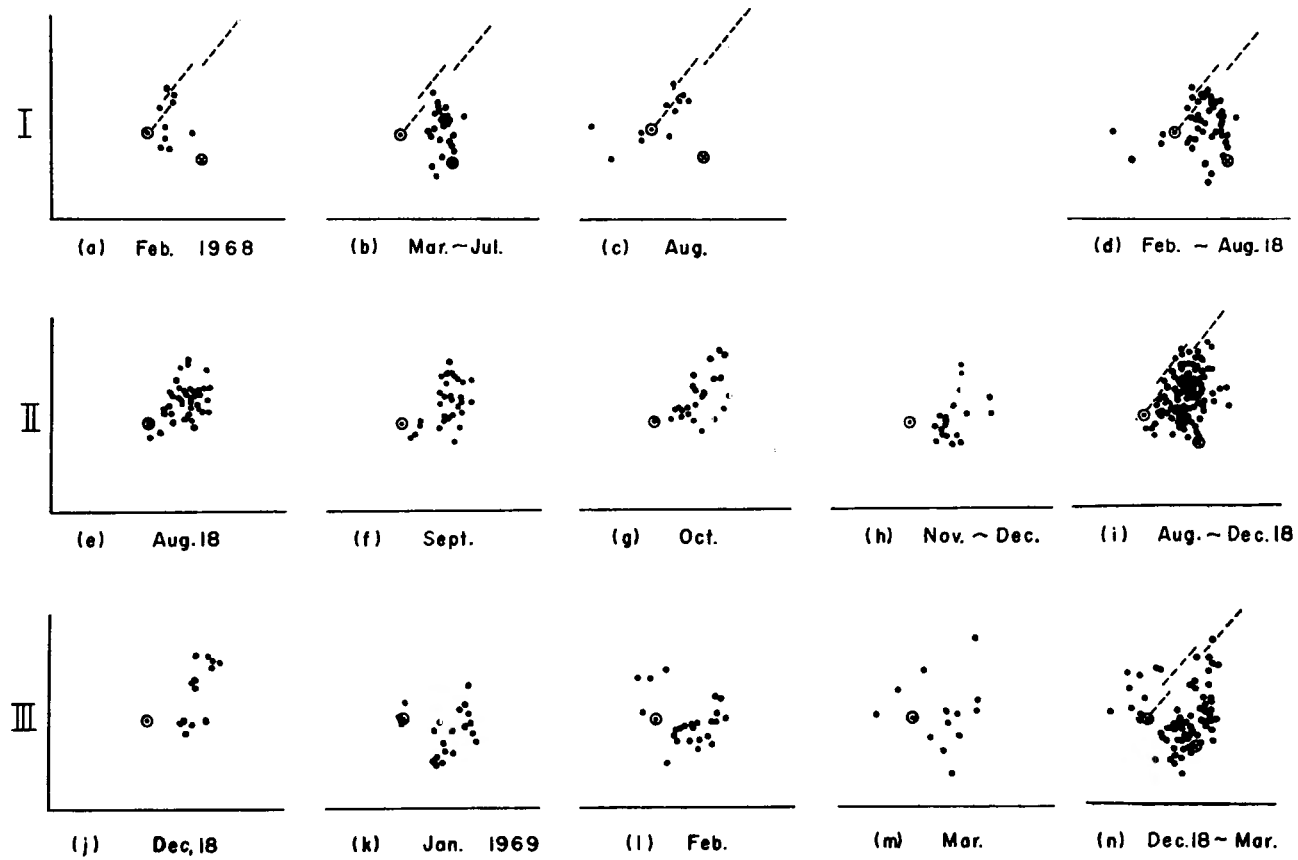 I
(a) Feb. 1968
(b) Mar.~Jul.
(c) Aug.
(d) Feb. ~ Aug.18
II
(e) Aug.18
(f) Sept.
(g) Oct.
(h) Nov. ~ Dec.
(i) Aug.~Dec.18
III
(j) Dec,18
(k) Jan. 1969
(l) Feb.
(m) Mar.
(n) Dec.18~ Mar.